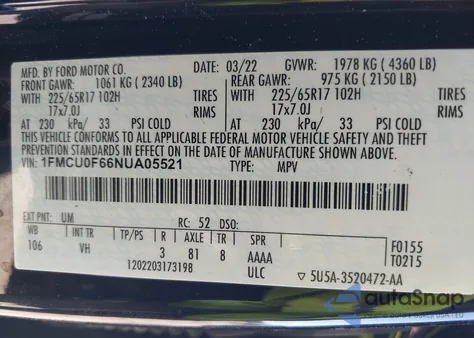 MFD. BY FORD MOTOR CO. 03/22 GVWR: 1978 KG (4360 LB)
FRONT GAWR: 1061 KG (2340 LB) REAR GAWR: 975 KG (2150 LB)
WITH 225/65R17 102H TIRES WITH 225/65R17 102H TIRES
17x7.0J RIMS 17x7.0J RIMS
AT 230 kPa/ 33 PSI COLD AT 230 kPa/ 33 PSI COLD
THIS VEHICLE CONFORMS TO ALL APPLICABLE FEDERAL MOTOR VEHICLE SAFETY AND THEFT
PREVENTION STANDARDS IN EFFECT ON THE DATE OF MANUFACTURE SHOWN ABOVE.
VIN: 1FMCU0F66NUA05521 TYPE: MPV
EXT PNT: UM RC: 52 DSO:
WB INT TR TP/PS R AXLE TR SPR F0155
106 VH 3 81 8 AAAA T0215
1202203173198 ULC ▽ 5U5A-3520472-AA
autoSnap